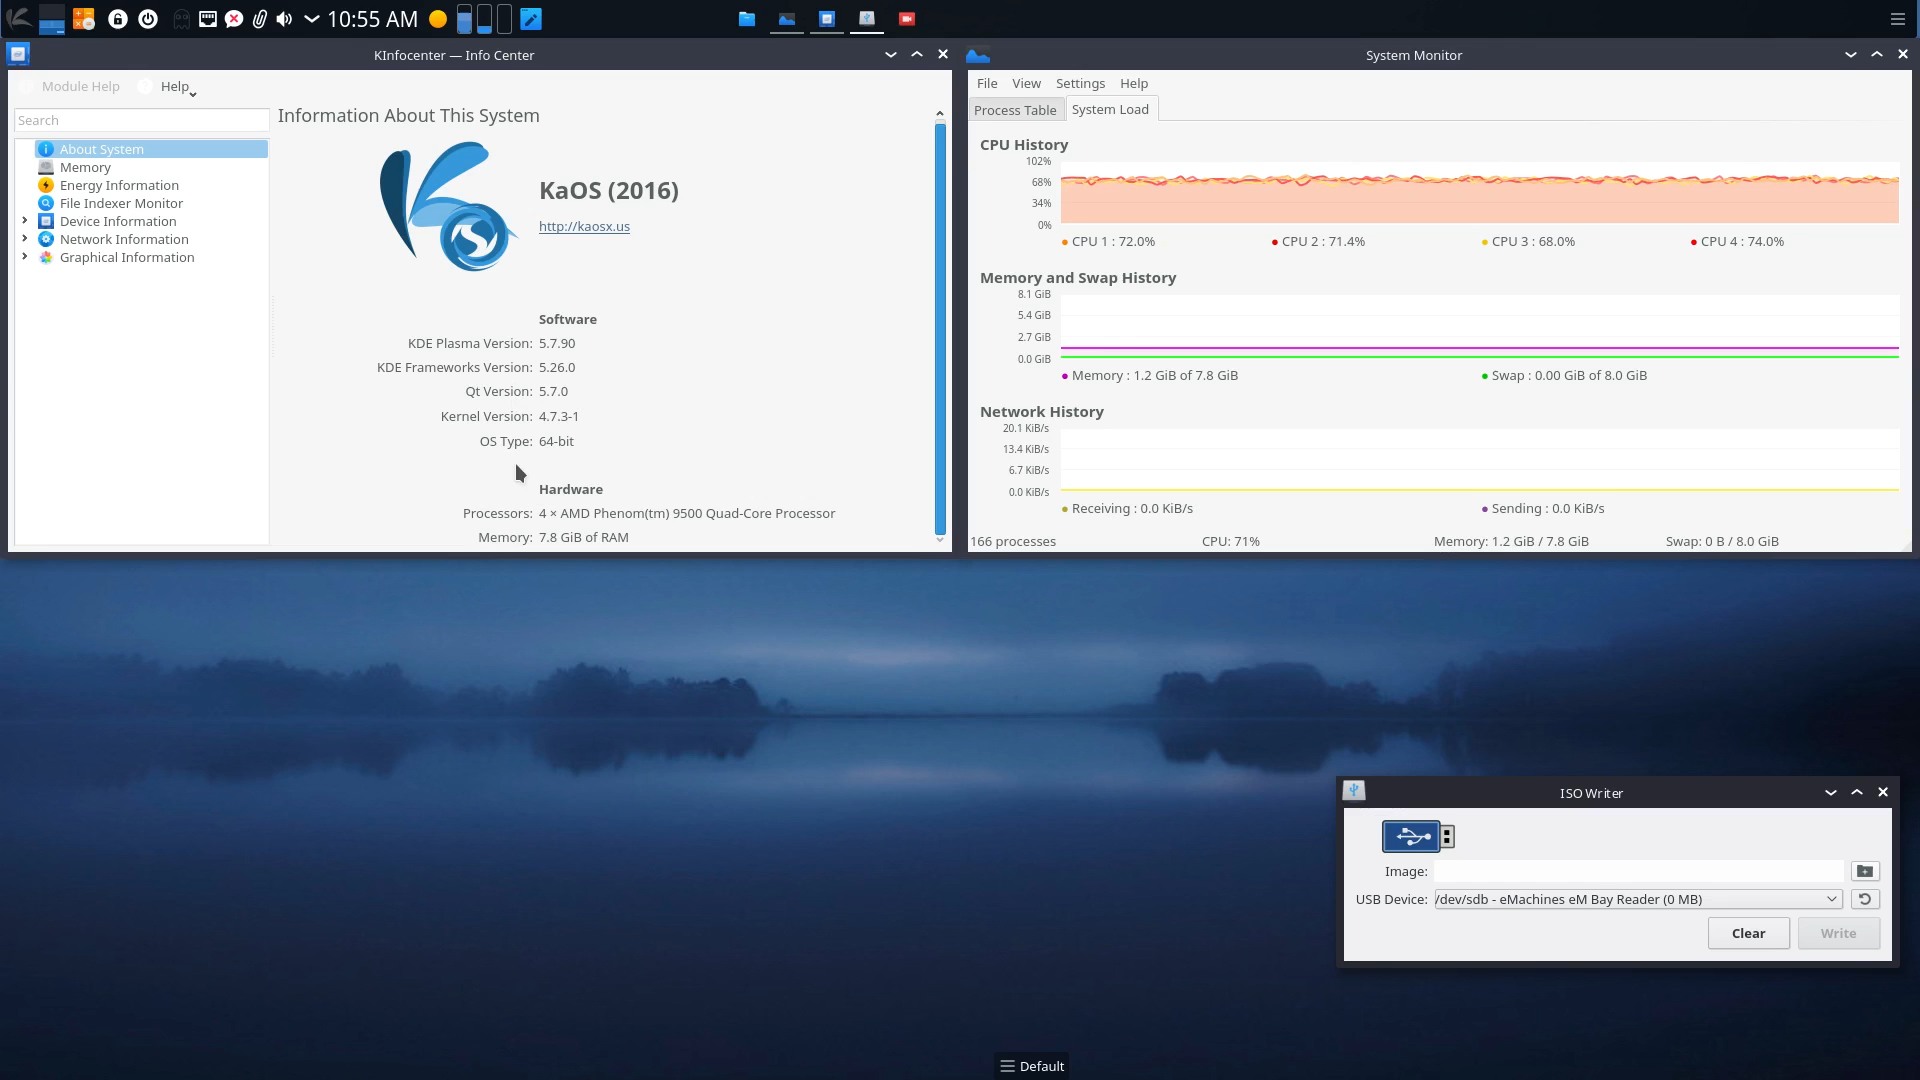 10:55 AM
KInfocenter — Info Center
Module Help Help
Search
About System
Memory
Energy Information
File Indexer Monitor
Device Information
Network Information
Graphical Information
Information About This System
KaOS (2016)
http://kaosx.us
Software
KDE Plasma Version: 5.7.90
KDE Frameworks Version: 5.26.0
Qt Version: 5.7.0
Kernel Version: 4.7.3-1
OS Type: 64-bit
Hardware
Processors: 4 × AMD Phenom(tm) 9500 Quad-Core Processor
Memory: 7.8 GiB of RAM
System Monitor
File View Settings Help
Process Table System Load
CPU History
102%
68%
34%
0%
CPU 1 : 72.0% CPU 2 : 71.4% CPU 3 : 68.0% CPU 4 : 74.0%
Memory and Swap History
8.1 GiB
5.4 GiB
2.7 GiB
0.0 GiB
Memory : 1.2 GiB of 7.8 GiB Swap : 0.00 GiB of 8.0 GiB
Network History
20.1 KiB/s
13.4 KiB/s
6.7 KiB/s
0.0 KiB/s
Receiving : 0.0 KiB/s Sending : 0.0 KiB/s
166 processes CPU: 71% Memory: 1.2 GiB / 7.8 GiB Swap: 0 B / 8.0 GiB
ISO Writer
Image:
USB Device: /dev/sdb - eMachines eM Bay Reader (0 MB)
Clear Write
Default